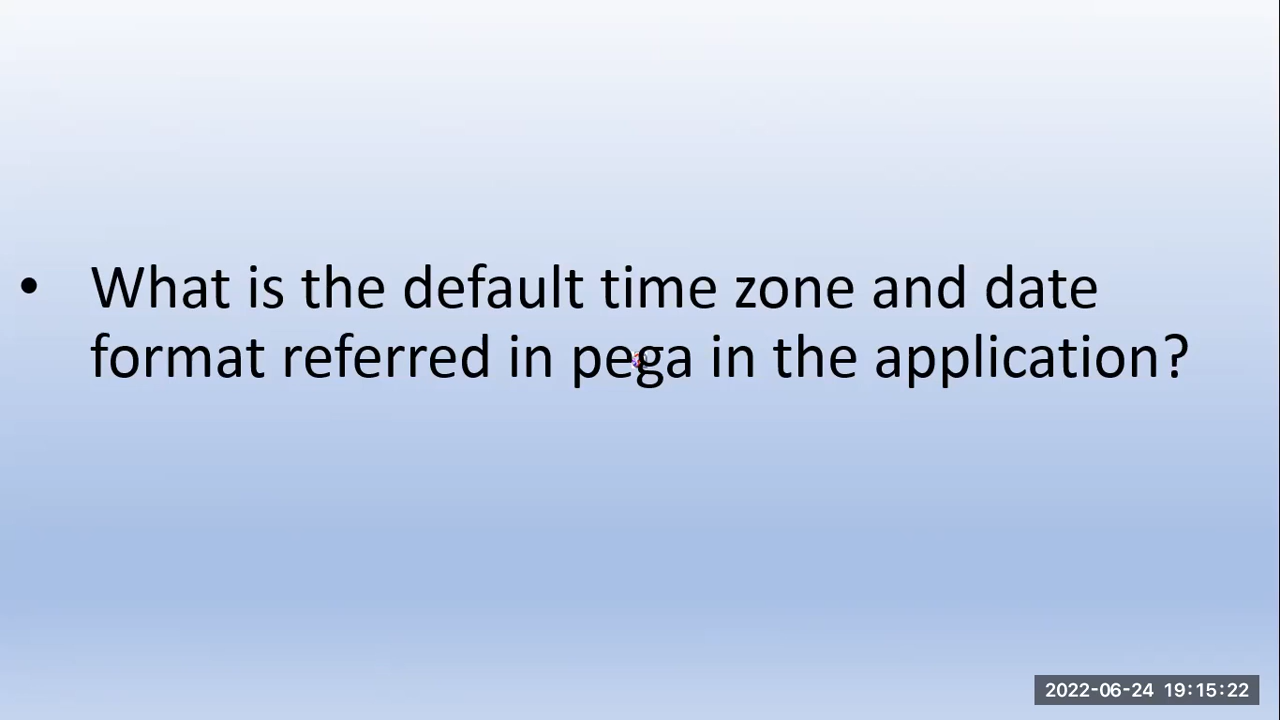 • What is the default time zone and date
format referred in pega in the application?
2022-06-24 19:15:22